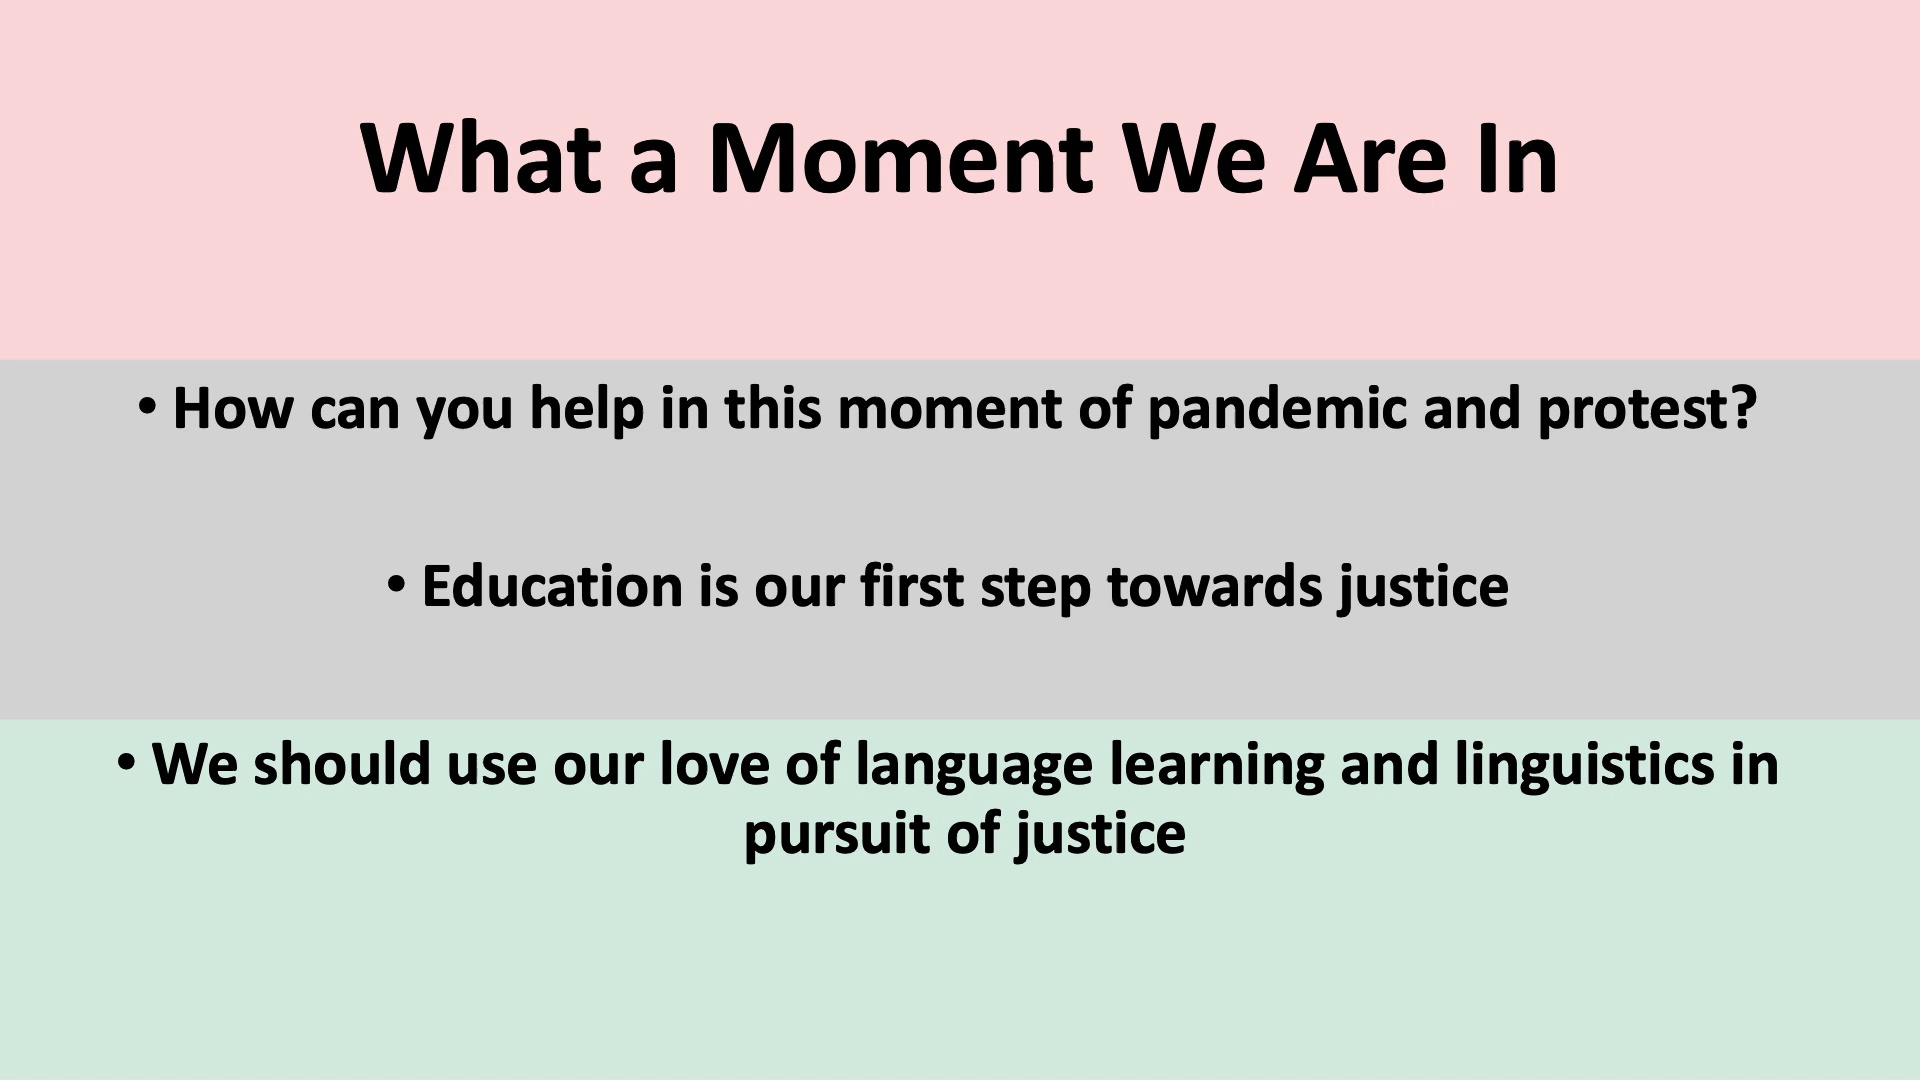 What a Moment We Are In
• How can you help in this moment of pandemic and protest?
• Education is our first step towards justice
• We should use our love of language learning and linguistics in
pursuit of justice